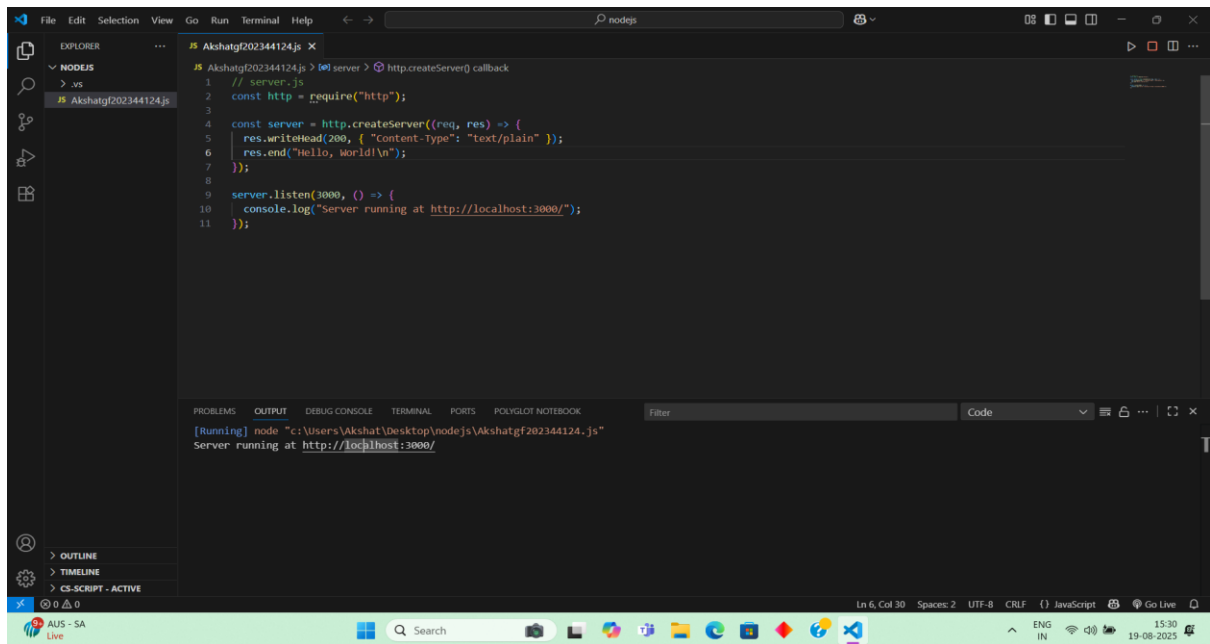 File Edit Selection View Go Run Terminal Help
nodejs
EXPLORER
NODEJS
.vs
JS Akshatgf202344124.js
OUTLINE
TIMELINE
CS-SCRIPT - ACTIVE
JS Akshatgf202344124.js
JS Akshatgf202344124.js > server > http.createServer() callback
1 // server.js
2 const http = require("http");
3
4 const server = http.createServer((req, res) => {
5 res.writeHead(200, { "Content-Type": "text/plain" });
6 res.end("Hello, World!\n");
7 });
8
9 server.listen(3000, () => {
10 console.log("Server running at http://localhost:3000/");
11 });
PROBLEMS OUTPUT DEBUG CONSOLE TERMINAL PORTS POLYGLOT NOTEBOOK Filter Code
[Running] node "c:\Users\Akshat\Desktop\nodejs\Akshatgf202344124.js"
Server running at http://localhost:3000/
0 0 Ln 6, Col 30 Spaces: 2 UTF-8 CRLF {} JavaScript Go Live
AUS - SA
Live
Search
ENG
IN
15:30
19-08-2025